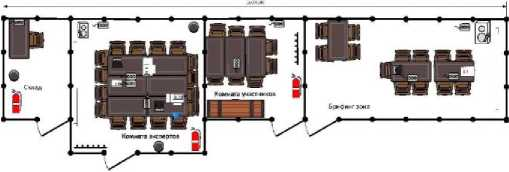 Склад
Комната экспертов
Комната участников
Брифинг зона